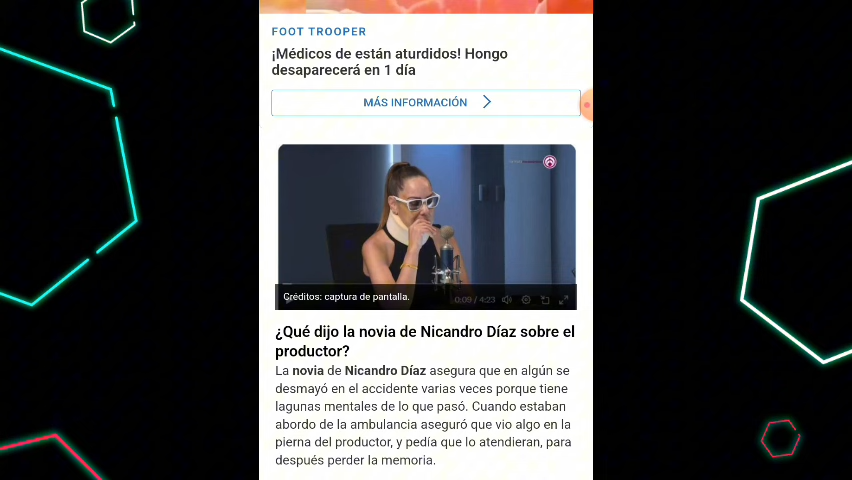 FOOT TROOPER
¡Médicos de están aturdidos! Hongo
desaparecerá en 1 día
MÁS INFORMACIÓN
Créditos: captura de pantalla.
0:09 / 4:23
¿Qué dijo la novia de Nicandro Díaz sobre el
productor?
La novia de Nicandro Díaz asegura que en algún se
desmayó en el accidente varias veces porque tiene
lagunas mentales de lo que pasó. Cuando estaban
abordo de la ambulancia aseguró que vio algo en la
pierna del productor, y pedía que lo atendieran, para
después perder la memoria.